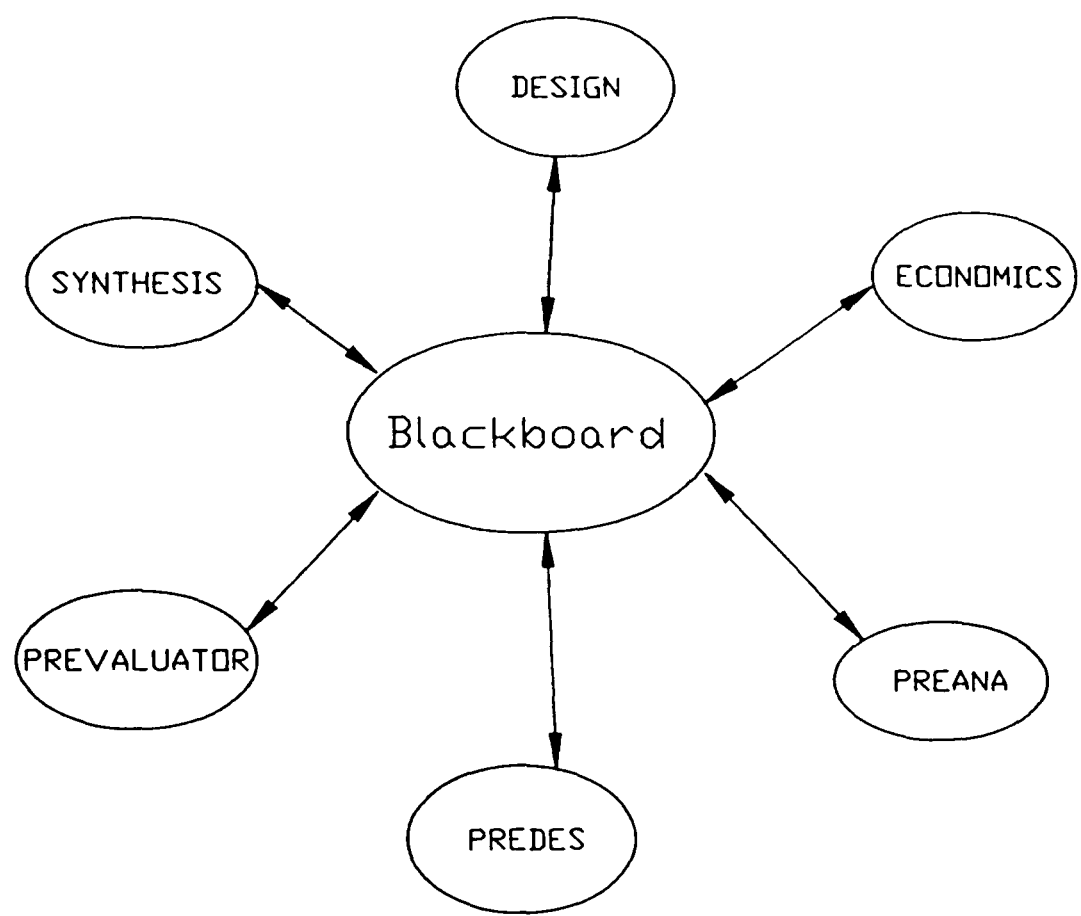 DESIGN
SYNTHESIS
ECONOMICS
Blackboard
PREVALUATOR
PREANA
PREDES